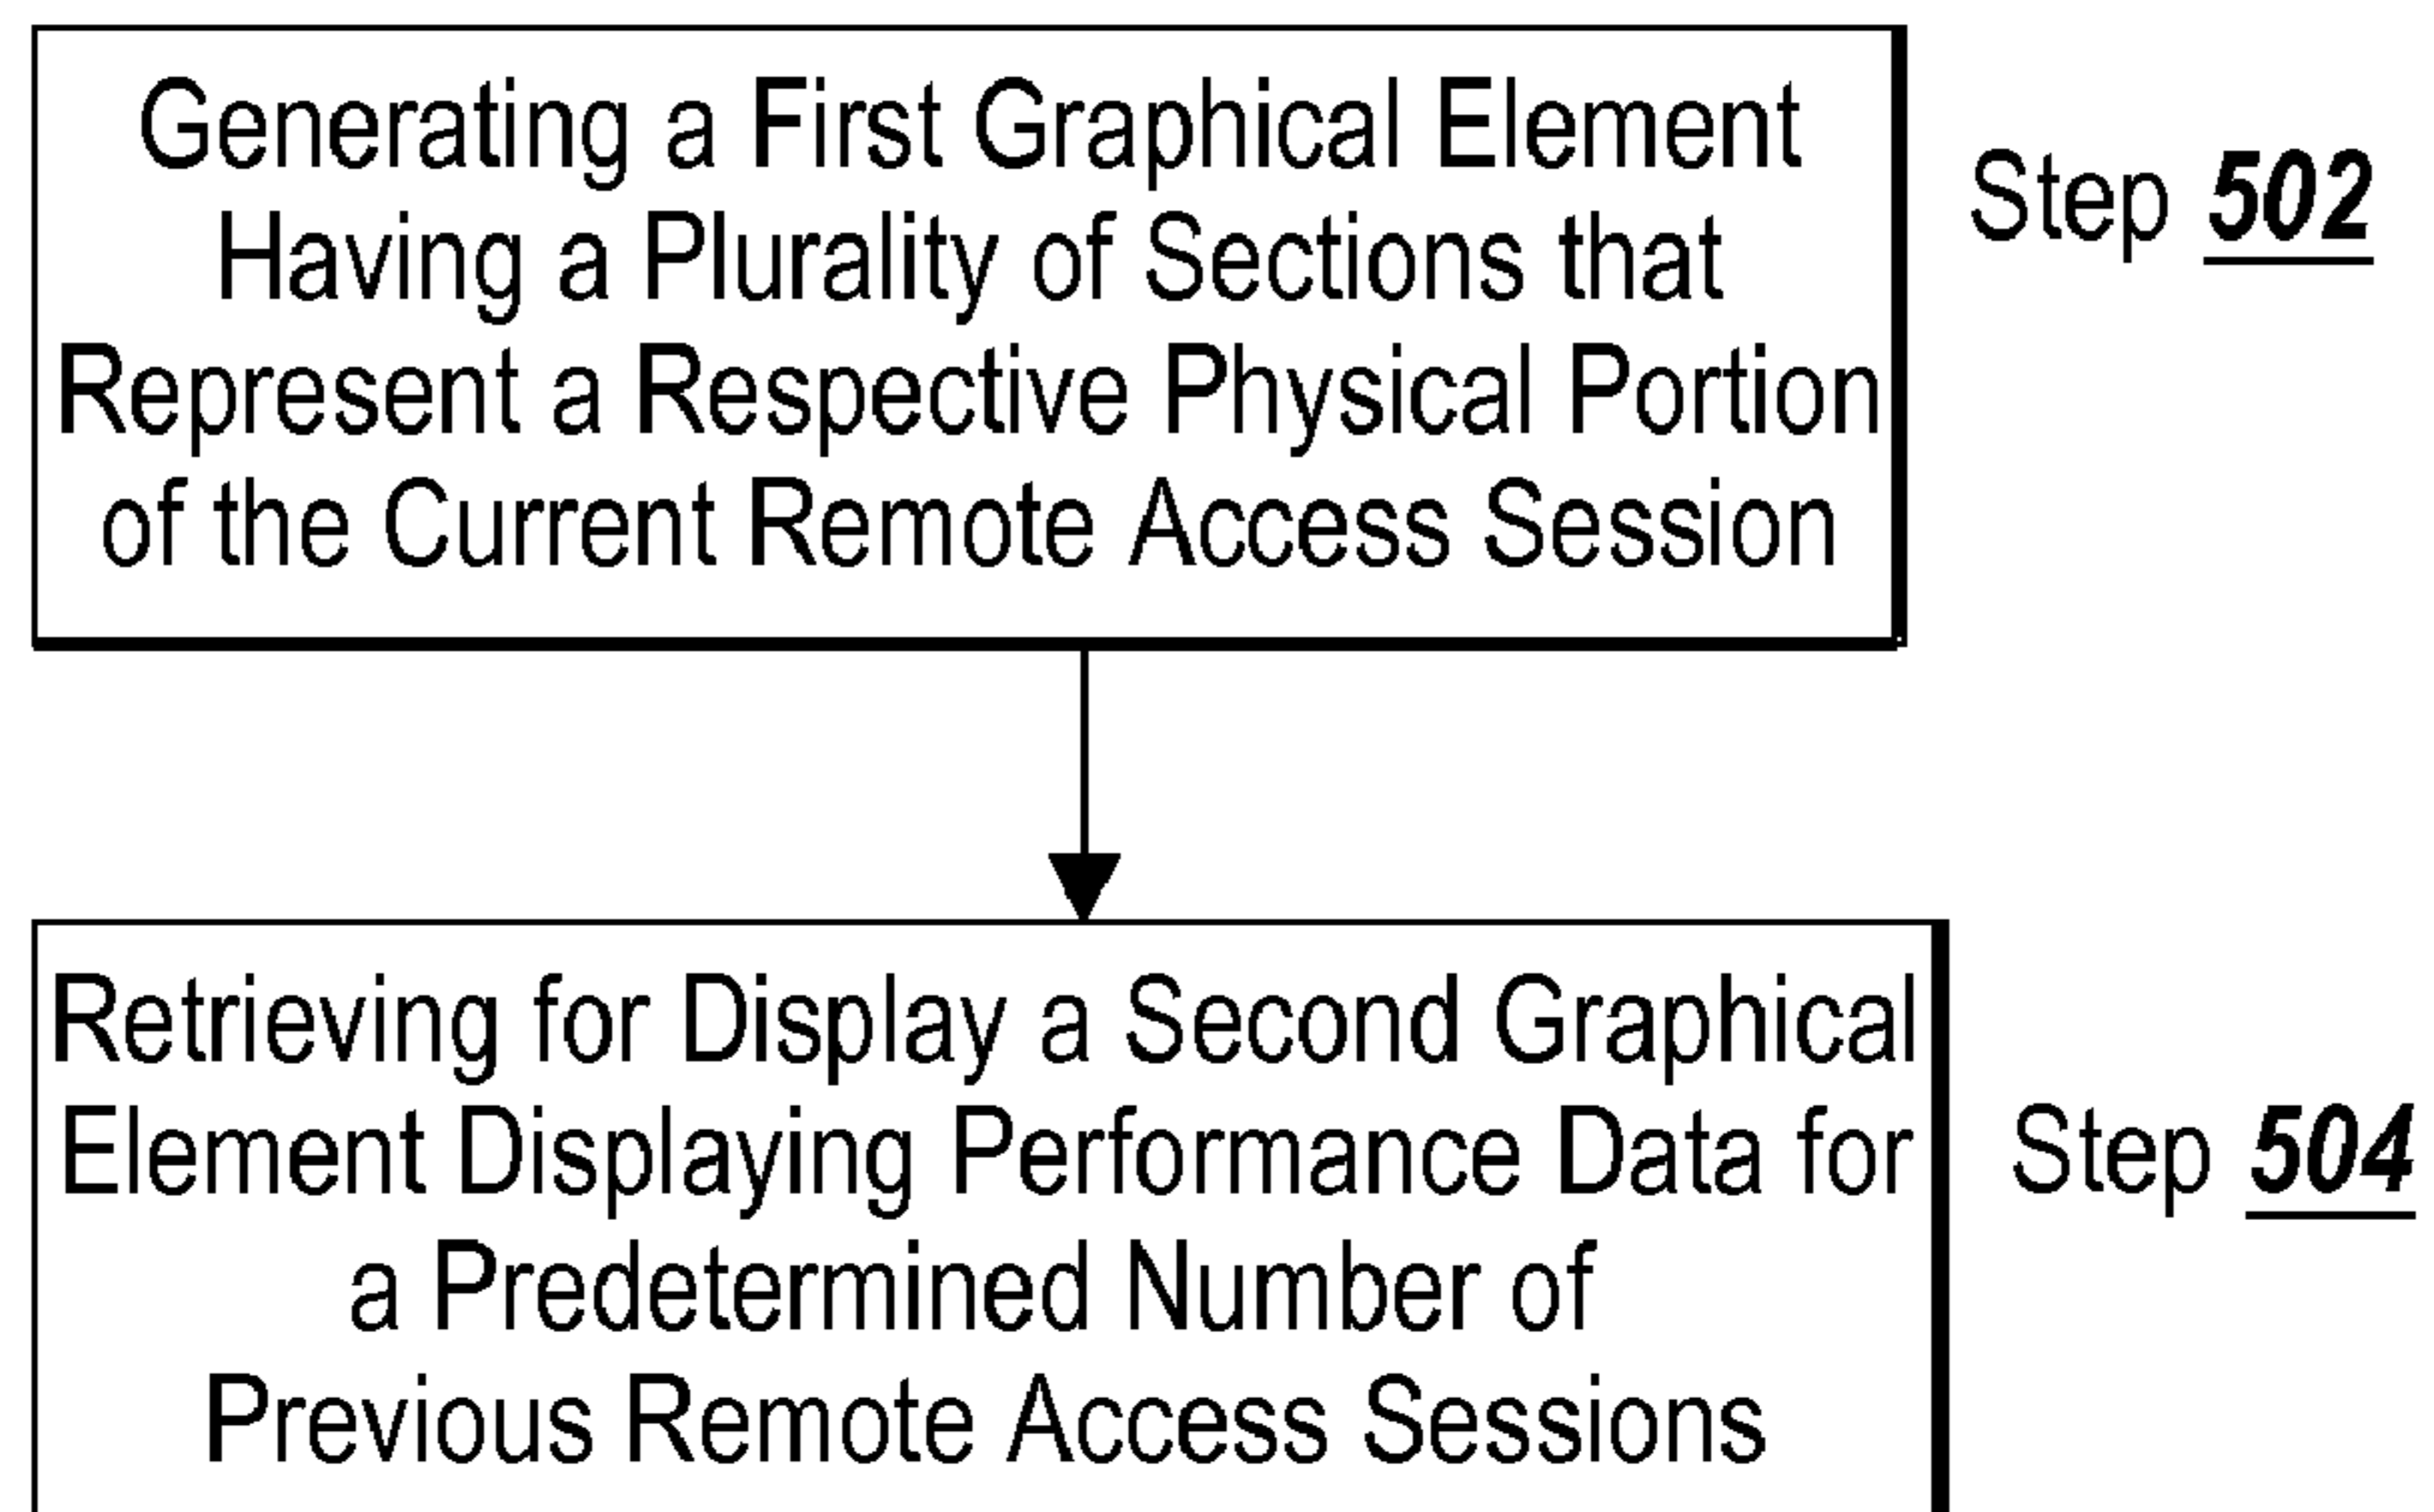 Generating a First Graphical Element
Having a Plurality of Sections that
Represent a Respective Physical Portion
of the Current Remote Access Session
Step 502
Retrieving for Display a Second Graphical
Element Displaying Performance Data for
a Predetermined Number of
Previous Remote Access Sessions
Step 504